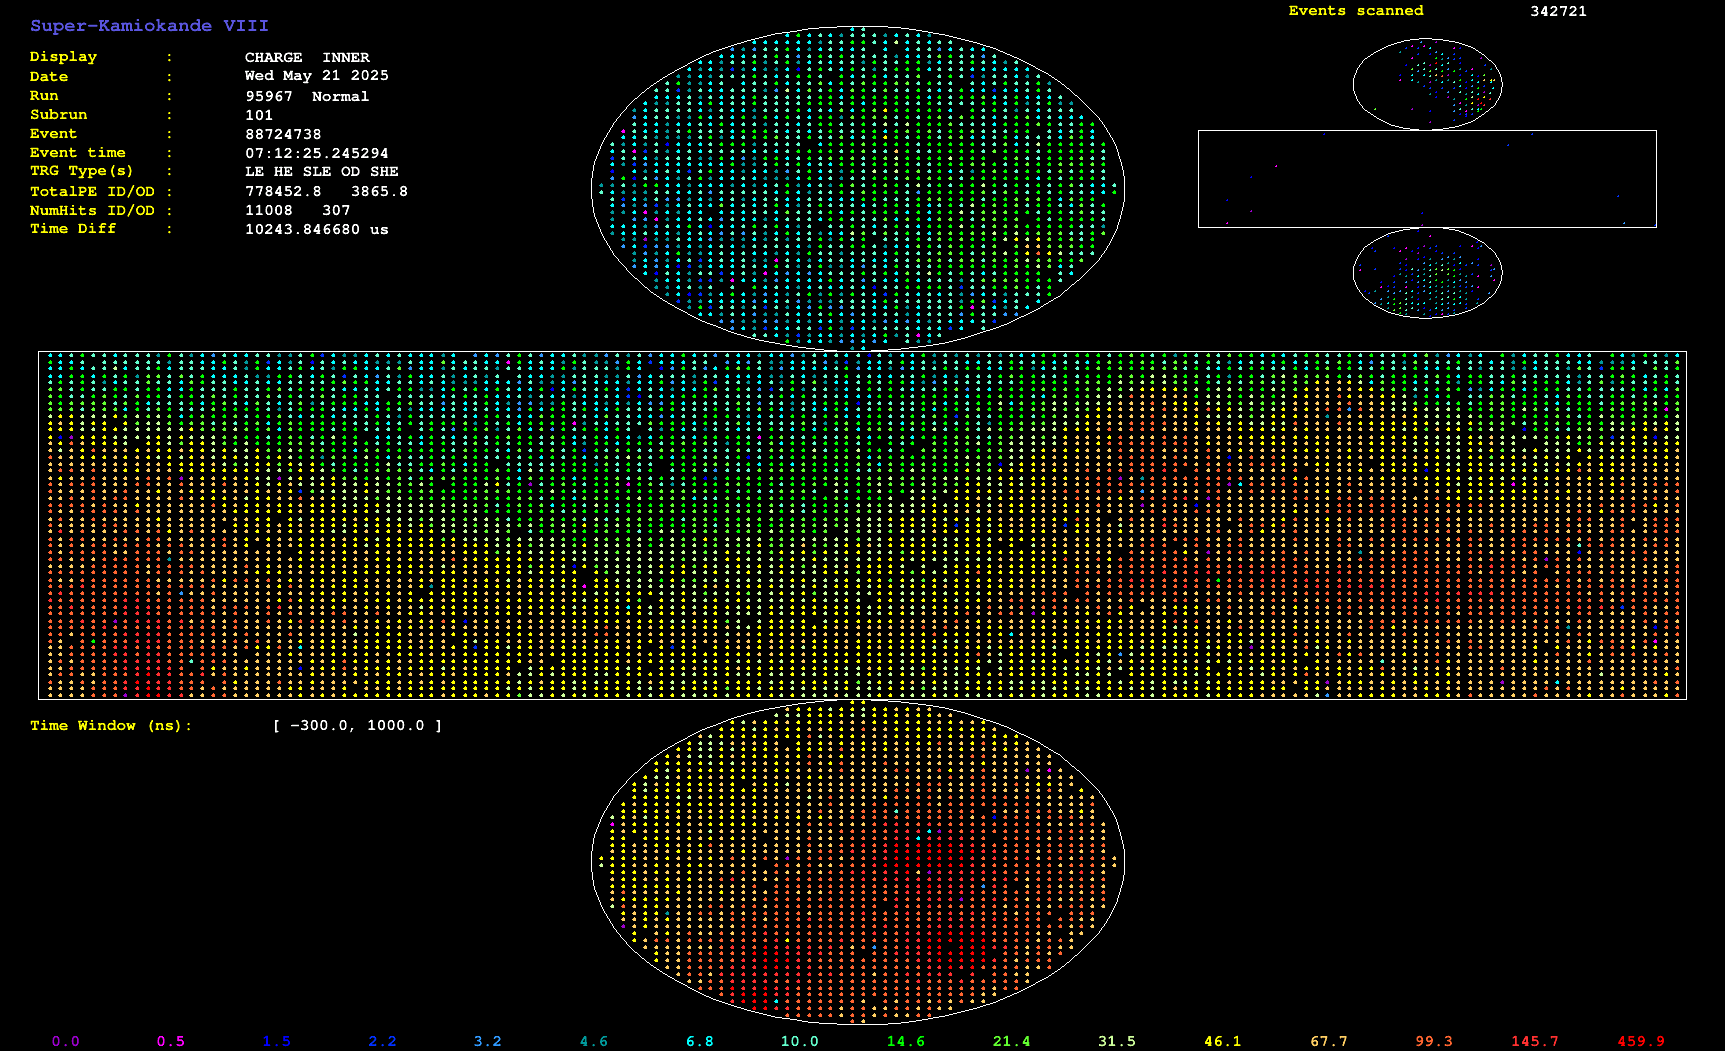 Super-Kamiokande VIII
Display : CHARGE INNER
Date : Wed May 21 2025
Run : 95967 Normal
Subrun : 101
Event : 88724738
Event time : 07:12:25.245294
TRG Type(s) : LE HE SLE OD SHE
TotalPE ID/OD : 778452.8 3865.8
NumHits ID/OD : 11008 307
Time Diff : 10243.846680 us
Events scanned 342721
Time Window (ns): [ -300.0, 1000.0 ]
0.0 0.5 1.5 2.2 3.2 4.6 6.8 10.0 14.6 21.4 31.5 46.1 67.7 99.3 145.7 459.9